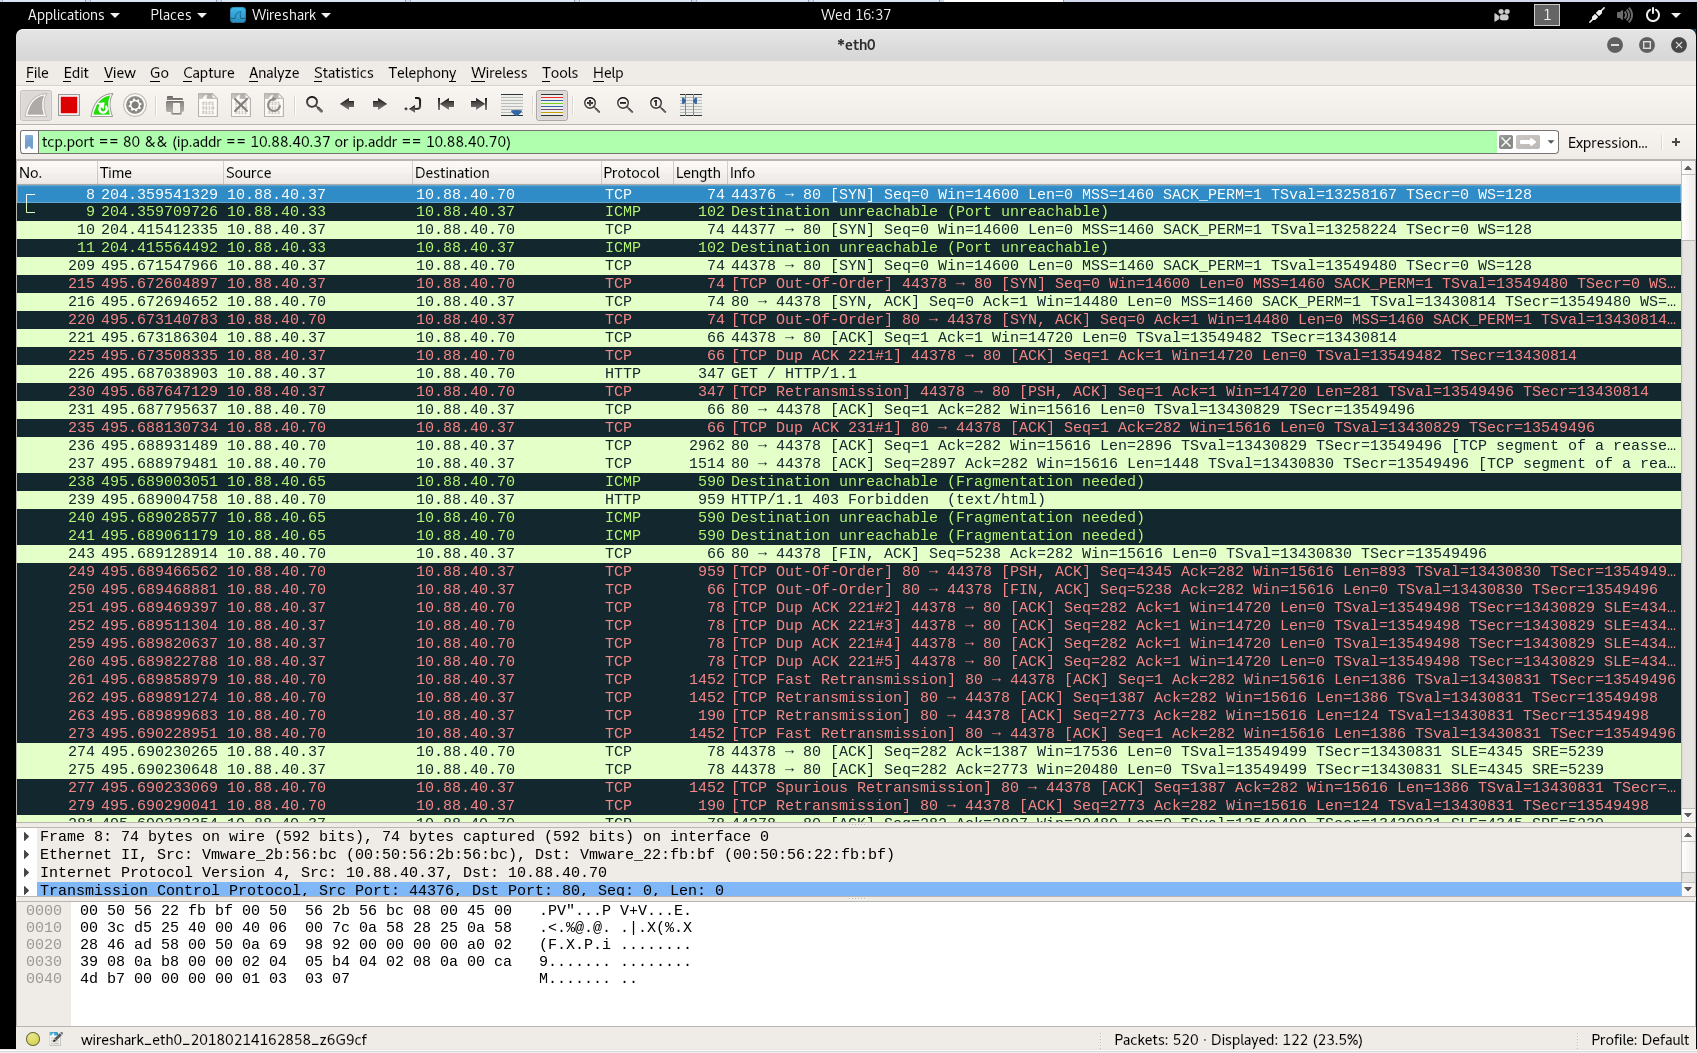 Applications Places Wireshark Wed 16:37 1
*eth0
File Edit View Go Capture Analyze Statistics Telephony Wireless Tools Help
tcp.port == 80 && (ip.addr == 10.88.40.37 or ip.addr == 10.88.40.70) Expression... +
No. Time Source Destination Protocol Length Info
8 204.359541329 10.88.40.37 10.88.40.70 TCP 74 44376 → 80 [SYN] Seq=0 Win=14600 Len=0 MSS=1460 SACK_PERM=1 TSval=13258167 TSecr=0 WS=128
9 204.359709726 10.88.40.33 10.88.40.37 ICMP 102 Destination unreachable (Port unreachable)
10 204.415412335 10.88.40.37 10.88.40.70 TCP 74 44377 → 80 [SYN] Seq=0 Win=14600 Len=0 MSS=1460 SACK_PERM=1 TSval=13258224 TSecr=0 WS=128
11 204.415564492 10.88.40.33 10.88.40.37 ICMP 102 Destination unreachable (Port unreachable)
209 495.671547966 10.88.40.37 10.88.40.70 TCP 74 44378 → 80 [SYN] Seq=0 Win=14600 Len=0 MSS=1460 SACK_PERM=1 TSval=13549480 TSecr=0 WS=128
215 495.672604897 10.88.40.37 10.88.40.70 TCP 74 [TCP Out-Of-Order] 44378 → 80 [SYN] Seq=0 Win=14600 Len=0 MSS=1460 SACK_PERM=1 TSval=13549480 TSecr=0 WS...
216 495.672694652 10.88.40.70 10.88.40.37 TCP 74 80 → 44378 [SYN, ACK] Seq=0 Ack=1 Win=14480 Len=0 MSS=1460 SACK_PERM=1 TSval=13430814 TSecr=13549480 WS=...
220 495.673140783 10.88.40.70 10.88.40.37 TCP 74 [TCP Out-Of-Order] 80 → 44378 [SYN, ACK] Seq=0 Ack=1 Win=14480 Len=0 MSS=1460 SACK_PERM=1 TSval=13430814...
221 495.673186304 10.88.40.37 10.88.40.70 TCP 66 44378 → 80 [ACK] Seq=1 Ack=1 Win=14720 Len=0 TSval=13549482 TSecr=13430814
225 495.673508335 10.88.40.37 10.88.40.70 TCP 66 [TCP Dup ACK 221#1] 44378 → 80 [ACK] Seq=1 Ack=1 Win=14720 Len=0 TSval=13549482 TSecr=13430814
226 495.687038903 10.88.40.37 10.88.40.70 HTTP 347 GET / HTTP/1.1
230 495.687647129 10.88.40.37 10.88.40.70 TCP 347 [TCP Retransmission] 44378 → 80 [PSH, ACK] Seq=1 Ack=1 Win=14720 Len=281 TSval=13549496 TSecr=13430814
231 495.687795637 10.88.40.70 10.88.40.37 TCP 66 80 → 44378 [ACK] Seq=1 Ack=282 Win=15616 Len=0 TSval=13430829 TSecr=13549496
235 495.688130734 10.88.40.70 10.88.40.37 TCP 66 [TCP Dup ACK 231#1] 80 → 44378 [ACK] Seq=1 Ack=282 Win=15616 Len=0 TSval=13430829 TSecr=13549496
236 495.688931489 10.88.40.70 10.88.40.37 TCP 2962 80 → 44378 [ACK] Seq=1 Ack=282 Win=15616 Len=2896 TSval=13430829 TSecr=13549496 [TCP segment of a reasse...
237 495.688979481 10.88.40.70 10.88.40.37 TCP 1514 80 → 44378 [ACK] Seq=2897 Ack=282 Win=15616 Len=1448 TSval=13430830 TSecr=13549496 [TCP segment of a rea...
238 495.689003051 10.88.40.65 10.88.40.70 ICMP 590 Destination unreachable (Fragmentation needed)
239 495.689004758 10.88.40.70 10.88.40.37 HTTP 959 HTTP/1.1 403 Forbidden (text/html)
240 495.689028577 10.88.40.65 10.88.40.70 ICMP 590 Destination unreachable (Fragmentation needed)
241 495.689061179 10.88.40.65 10.88.40.70 ICMP 590 Destination unreachable (Fragmentation needed)
243 495.689128914 10.88.40.70 10.88.40.37 TCP 66 80 → 44378 [FIN, ACK] Seq=5238 Ack=282 Win=15616 Len=0 TSval=13430830 TSecr=13549496
249 495.689466562 10.88.40.70 10.88.40.37 TCP 959 [TCP Out-Of-Order] 80 → 44378 [PSH, ACK] Seq=4345 Ack=282 Win=15616 Len=893 TSval=13430830 TSecr=1354949...
250 495.689468881 10.88.40.70 10.88.40.37 TCP 66 [TCP Out-Of-Order] 80 → 44378 [FIN, ACK] Seq=5238 Ack=282 Win=15616 Len=0 TSval=13430830 TSecr=13549496
251 495.689469397 10.88.40.37 10.88.40.70 TCP 78 [TCP Dup ACK 221#2] 44378 → 80 [ACK] Seq=282 Ack=1 Win=14720 Len=0 TSval=13549498 TSecr=13430829 SLE=434...
252 495.689511304 10.88.40.37 10.88.40.70 TCP 78 [TCP Dup ACK 221#3] 44378 → 80 [ACK] Seq=282 Ack=1 Win=14720 Len=0 TSval=13549498 TSecr=13430829 SLE=434...
259 495.689820637 10.88.40.37 10.88.40.70 TCP 78 [TCP Dup ACK 221#4] 44378 → 80 [ACK] Seq=282 Ack=1 Win=14720 Len=0 TSval=13549498 TSecr=13430829 SLE=434...
260 495.689822788 10.88.40.37 10.88.40.70 TCP 78 [TCP Dup ACK 221#5] 44378 → 80 [ACK] Seq=282 Ack=1 Win=14720 Len=0 TSval=13549498 TSecr=13430829 SLE=434...
261 495.689858979 10.88.40.70 10.88.40.37 TCP 1452 [TCP Fast Retransmission] 80 → 44378 [ACK] Seq=1 Ack=282 Win=15616 Len=1386 TSval=13430831 TSecr=13549496
262 495.689891274 10.88.40.70 10.88.40.37 TCP 1452 [TCP Retransmission] 80 → 44378 [ACK] Seq=1387 Ack=282 Win=15616 Len=1386 TSval=13430831 TSecr=13549498
263 495.689899683 10.88.40.70 10.88.40.37 TCP 190 [TCP Retransmission] 80 → 44378 [ACK] Seq=2773 Ack=282 Win=15616 Len=124 TSval=13430831 TSecr=13549498
273 495.690228951 10.88.40.70 10.88.40.37 TCP 1452 [TCP Fast Retransmission] 80 → 44378 [ACK] Seq=1 Ack=282 Win=15616 Len=1386 TSval=13430831 TSecr=13549496
274 495.690230265 10.88.40.37 10.88.40.70 TCP 78 44378 → 80 [ACK] Seq=282 Ack=1387 Win=17536 Len=0 TSval=13549499 TSecr=13430831 SLE=4345 SRE=5239
275 495.690230648 10.88.40.37 10.88.40.70 TCP 78 44378 → 80 [ACK] Seq=282 Ack=2773 Win=20480 Len=0 TSval=13549499 TSecr=13430831 SLE=4345 SRE=5239
277 495.690233069 10.88.40.70 10.88.40.37 TCP 1452 [TCP Spurious Retransmission] 80 → 44378 [ACK] Seq=1387 Ack=282 Win=15616 Len=1386 TSval=13430831 TSecr=...
279 495.690290041 10.88.40.70 10.88.40.37 TCP 190 [TCP Retransmission] 80 → 44378 [ACK] Seq=2773 Ack=282 Win=15616 Len=124 TSval=13430831 TSecr=13549498
Frame 8: 74 bytes on wire (592 bits), 74 bytes captured (592 bits) on interface 0
Ethernet II, Src: Vmware_2b:56:bc (00:50:56:2b:56:bc), Dst: Vmware_22:fb:bf (00:50:56:22:fb:bf)
Internet Protocol Version 4, Src: 10.88.40.37, Dst: 10.88.40.70
Transmission Control Protocol, Src Port: 44376, Dst Port: 80, Seq: 0, Len: 0
0000 00 50 56 22 fb bf 00 50 56 2b 56 bc 08 00 45 00 .PV"...P V+V...E.
0010 00 3c d5 25 40 00 40 06 00 7c 0a 58 28 25 0a 58 .<.%@.@. .|.X(%.X
0020 28 46 ad 58 00 50 0a 69 98 92 00 00 00 00 a0 02 (F.X.P.i ........
0030 39 08 0a b8 00 00 02 04 05 b4 04 02 08 0a 00 ca 9....... ........
0040 4d b7 00 00 00 00 01 03 03 07 M....... ..
wireshark_eth0_20180214162858_z6G9cf Packets: 520 · Displayed: 122 (23.5%) Profile: Default